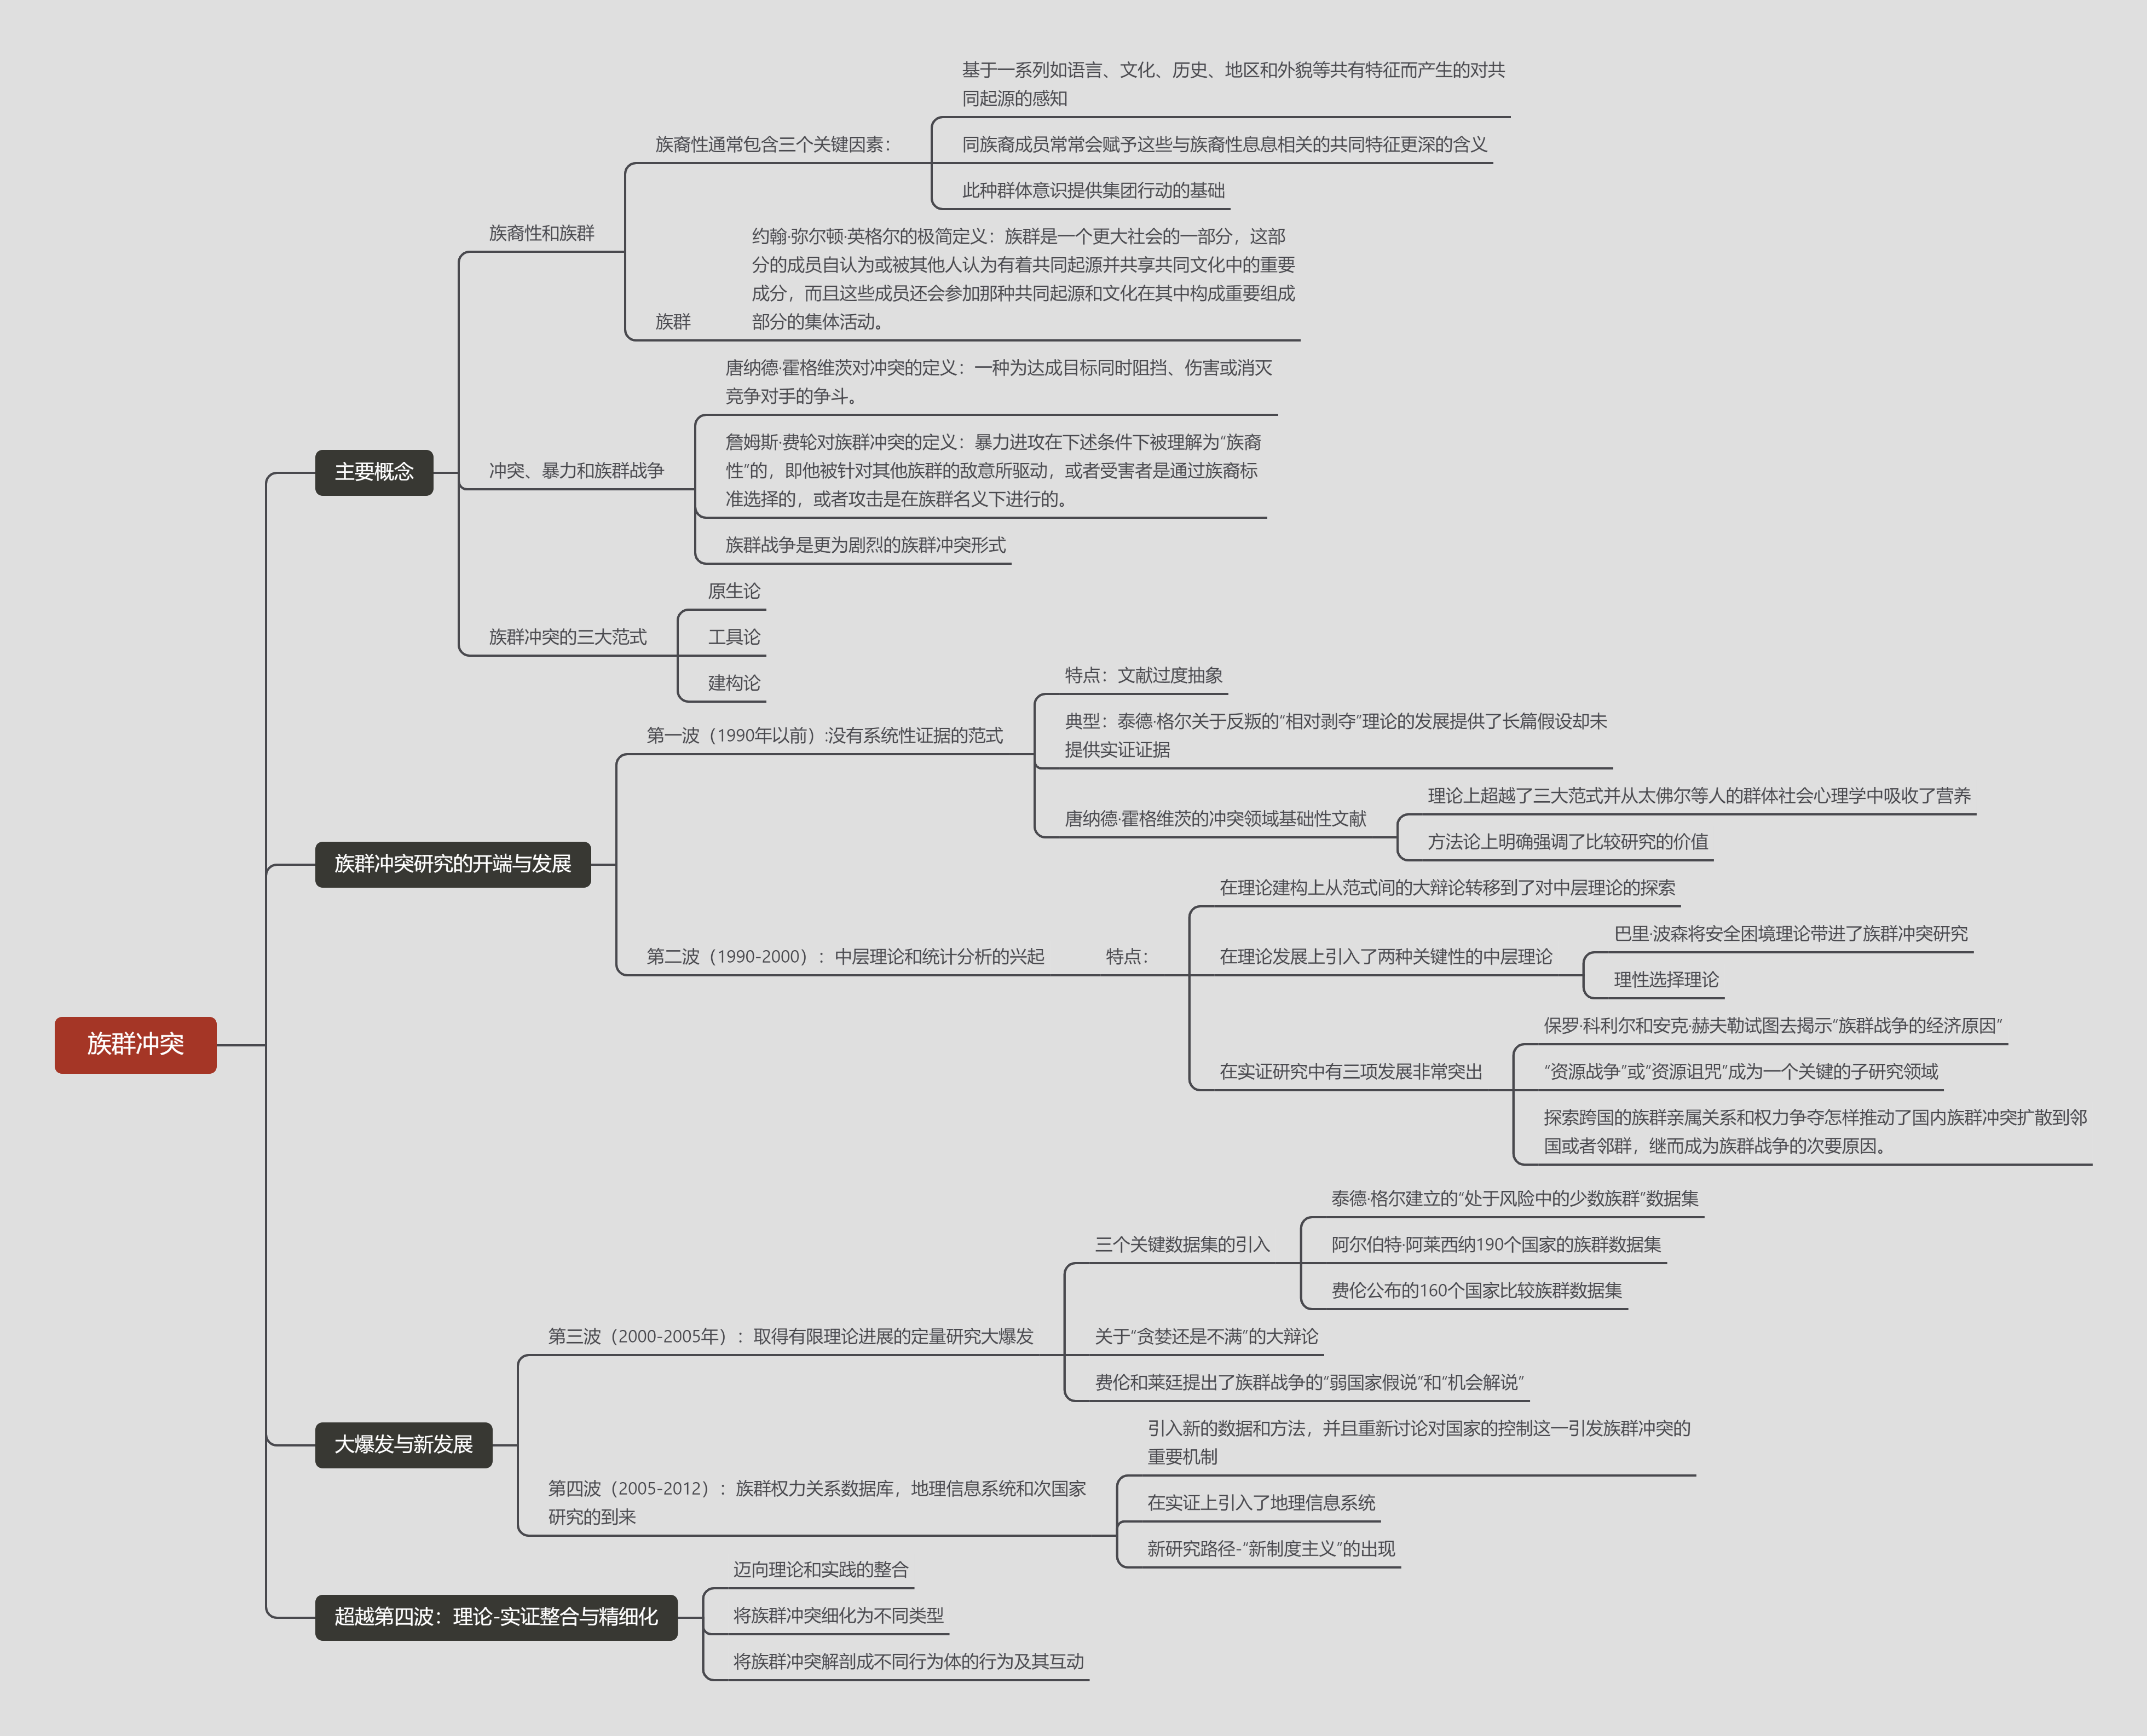 族群冲突
主要概念
族裔性和族群
族裔性通常包含三个关键因素：
基于一系列如语言、文化、历史、地区和外貌等共有特征而产生的对共
同起源的感知
同族裔成员常常会赋予这些与族裔性息息相关的共同特征更深的含义
此种群体意识提供集团行动的基础
族群
约翰·弥尔顿·英格尔的极简定义：族群是一个更大社会的一部分，这部
分的成员自认为或被其他人认为有着共同起源并共享共同文化中的重要
成分，而且这些成员还会参加那种共同起源和文化在其中构成重要组成
部分的集体活动。
冲突、暴力和族群战争
唐纳德·霍格维茨对冲突的定义：一种为达成目标同时阻挡、伤害或消灭
竞争对手的争斗。
詹姆斯·费轮对族群冲突的定义：暴力进攻在下述条件下被理解为“族裔
性”的，即他被针对其他族群的敌意所驱动，或者受害者是通过族裔标
准选择的，或者攻击是在族群名义下进行的。
族群战争是更为剧烈的族群冲突形式
族群冲突的三大范式
原生论
工具论
建构论
族群冲突研究的开端与发展
第一波（1990年以前）:没有系统性证据的范式
特点：文献过度抽象
典型：泰德·格尔关于反叛的“相对剥夺”理论的发展提供了长篇假设却未
提供实证证据
唐纳德·霍格维茨的冲突领域基础性文献
理论上超越了三大范式并从太佛尔等人的群体社会心理学中吸收了营养
方法论上明确强调了比较研究的价值
第二波（1990-2000）：中层理论和统计分析的兴起
特点：
在理论建构上从范式间的大辩论转移到了对中层理论的探索
在理论发展上引入了两种关键性的中层理论
巴里·波森将安全困境理论带进了族群冲突研究
理性选择理论
在实证研究中有三项发展非常突出
保罗·科利尔和安克·赫夫勒试图去揭示“族群战争的经济原因”
“资源战争”或“资源诅咒”成为一个关键的子研究领域
探索跨国的族群亲属关系和权力争夺怎样推动了国内族群冲突扩散到邻
国或者邻群，继而成为族群战争的次要原因。
大爆发与新发展
第三波（2000-2005年）：取得有限理论进展的定量研究大爆发
三个关键数据集的引入
泰德·格尔建立的“处于风险中的少数族群”数据集
阿尔伯特·阿莱西纳190个国家的族群数据集
费伦公布的160个国家比较族群数据集
关于“贪婪还是不满”的大辩论
费伦和莱廷提出了族群战争的“弱国家假说”和“机会解说”
第四波（2005-2012）：族群权力关系数据库，地理信息系统和次国家
研究的到来
引入新的数据和方法，并且重新讨论对国家的控制这一引发族群冲突的
重要机制
在实证上引入了地理信息系统
新研究路径-“新制度主义”的出现
超越第四波：理论-实证整合与精细化
迈向理论和实践的整合
将族群冲突细化为不同类型
将族群冲突解剖成不同行为体的行为及其互动